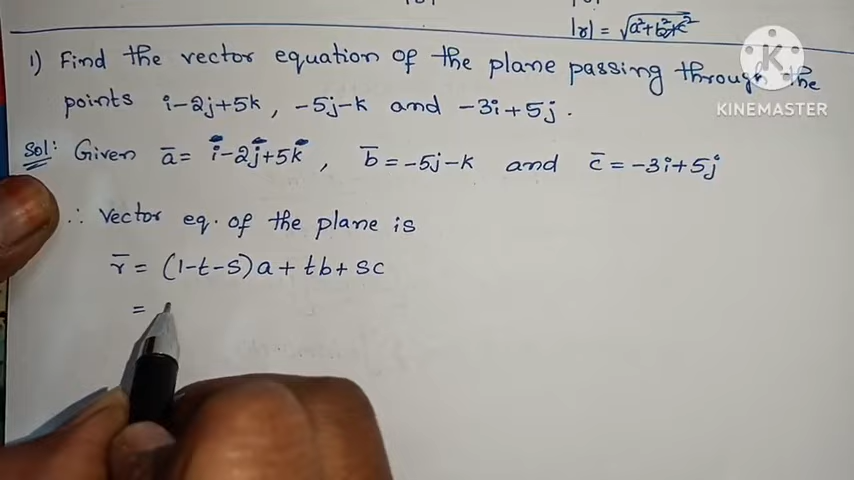 |r| = √a²+b²+c²
1) Find the vector equation of the plane passing through the
K
KINEMASTER
points i-2j+5k, -5j-k and -3i+5j.
Sol: Given a̅ = i-2j+5k, b̅ = -5j-k and c̅ = -3i+5j
∴ Vector eq. of the plane is
r̅ = (1-t-s)a + tb + sc
=